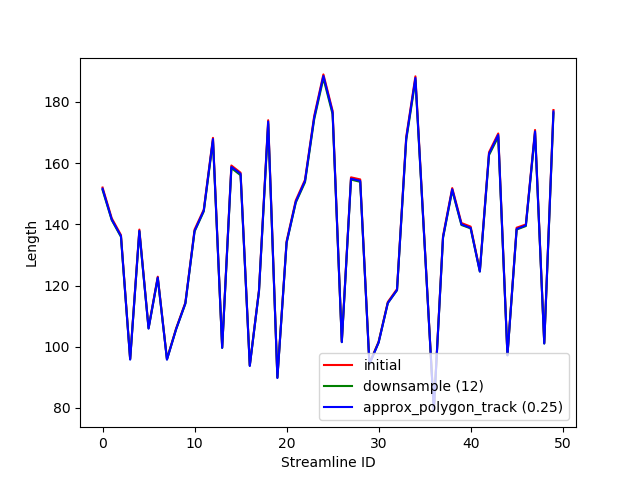 180
160
140
120
100
80
Length
initial
downsample (12)
approx_polygon_track (0.25)
0 10 20 30 40 50
Streamline ID